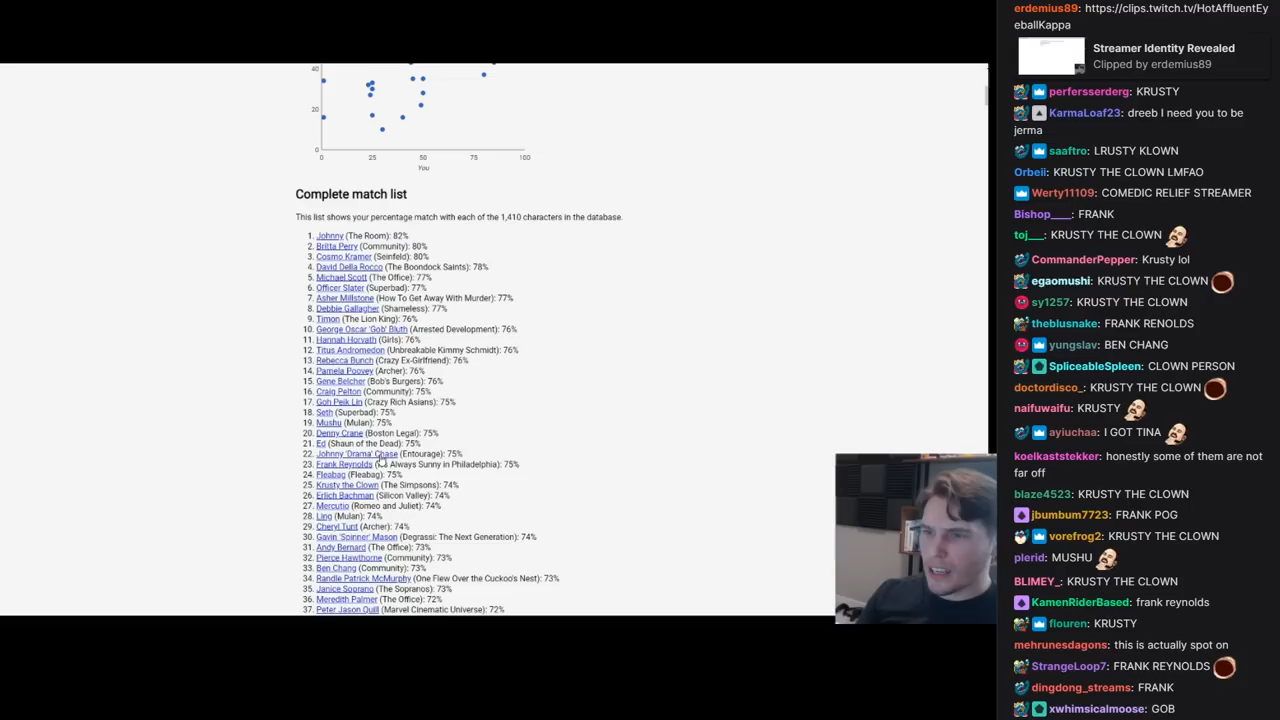 40
20
0
0
25
50
75
100
You
Complete match list
This list shows your percentage match with each of the 1,410 characters in the database.
1. Johnny (The Room): 82%
2. Britta Perry (Community): 80%
3. Cosmo Kramer (Seinfeld): 80%
4. David Della Rocco (The Boondock Saints): 78%
5. Michael Scott (The Office): 77%
6. Officer Slater (Superbad): 77%
7. Asher Millstone (How To Get Away With Murder): 77%
8. Debbie Gallagher (Shameless): 77%
9. Timon (The Lion King): 76%
10. George Oscar 'Gob' Bluth (Arrested Development): 76%
11. Hannah Horvath (Girls): 76%
12. Titus Andromedon (Unbreakable Kimmy Schmidt): 76%
13. Rebecca Bunch (Crazy Ex-Girlfriend): 76%
14. Pamela Poovey (Archer): 76%
15. Gene Belcher (Bob's Burgers): 76%
16. Craig Pelton (Community): 75%
17. Goh Peik Lin (Crazy Rich Asians): 75%
18. Seth (Superbad): 75%
19. Mushu (Mulan): 75%
20. Denny Crane (Boston Legal): 75%
21. Ed (Shaun of the Dead): 75%
22. Johnny 'Drama' Chase (Entourage): 75%
23. Frank Reynolds Always Sunny in Philadelphia): 75%
24. Fleabag (Fleabag): 75%
25. Krusty the Clown (The Simpsons): 74%
26. Erlich Bachman (Silicon Valley): 74%
27. Mercutio (Romeo and Juliet): 74%
28. Ling (Mulan): 74%
29. Cheryl Tunt (Archer): 74%
30. Gavin 'Spinner' Mason (Degrassi: The Next Generation): 74%
31. Andy Bernard (The Office): 73%
32. Pierce Hawthorne (Community): 73%
33. Ben Chang (Community): 73%
34. Randle Patrick McMurphy (One Flew Over the Cuckoo's Nest): 73%
35. Janice Soprano (The Sopranos): 73%
36. Meredith Palmer (The Office): 72%
37. Peter Jason Quill (Marvel Cinematic Universe): 72%
erdemius89: https://clips.twitch.tv/HotAffluentEy
eballKappa
Streamer Identity Revealed
Clipped by erdemius89
perfersserderg: KRUSTY
KarmaLoaf23: dreeb I need you to be
jerma
saaftro: LRUSTY KLOWN
Orbeii: KRUSTY THE CLOWN LMFAO
Werty11109: COMEDIC RELIEF STREAMER
Bishop____: FRANK
toj___: KRUSTY THE CLOWN
CommanderPepper: Krusty lol
egaomushi: KRUSTY THE CLOWN
sy1257: KRUSTY THE CLOWN
theblusnake: FRANK RENOLDS
yungslav: BEN CHANG
SpliceableSpleen: CLOWN PERSON
doctordisco_: KRUSTY THE CLOWN
naifuwaifu: KRUSTY
ayiuchaa: I GOT TINA
koelkaststekker: honestly some of them are not
far off
blaze4523: KRUSTY THE CLOWN
jbumbum7723: FRANK POG
vorefrog2: KRUSTY THE CLOWN
plerid: MUSHU
BLIMEY_: KRUSTY THE CLOWN
KamenRiderBased: frank reynolds
flouren: KRUSTY
mehrunesdagons: this is actually spot on
StrangeLoop7: FRANK REYNOLDS
dingdong_streams: FRANK
xwhimsicalmoose: GOB